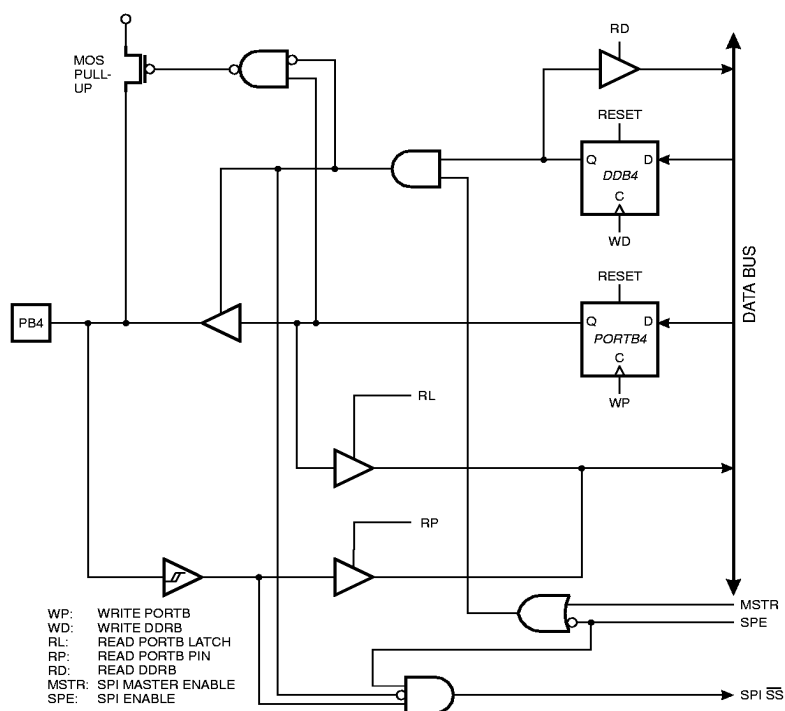 RD
MOS
PULL-
UP
RESET
Q
D
DDB4
C
WD
RESET
DATA BUS
PB4
Q
D
PORTB4
C
WP
RL
RP
WP: WRITE PORTB
WD: WRITE DDRB
RL: READ PORTB LATCH
RP: READ PORTB PIN
RD: READ DDRB
MSTR: SPI MASTER ENABLE
SPE: SPI ENABLE
MSTR
SPE
SPI S̅S̅